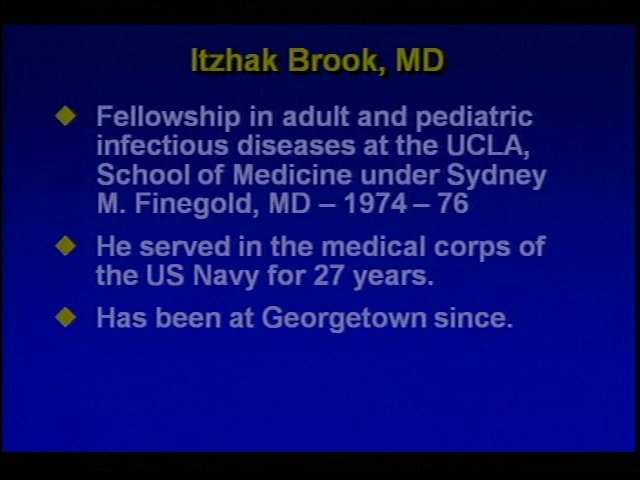 Itzhak Brook, MD
Fellowship in adult and pediatric
infectious diseases at the UCLA,
School of Medicine under Sydney
M. Finegold, MD – 1974 – 76
He served in the medical corps of
the US Navy for 27 years.
Has been at Georgetown since.